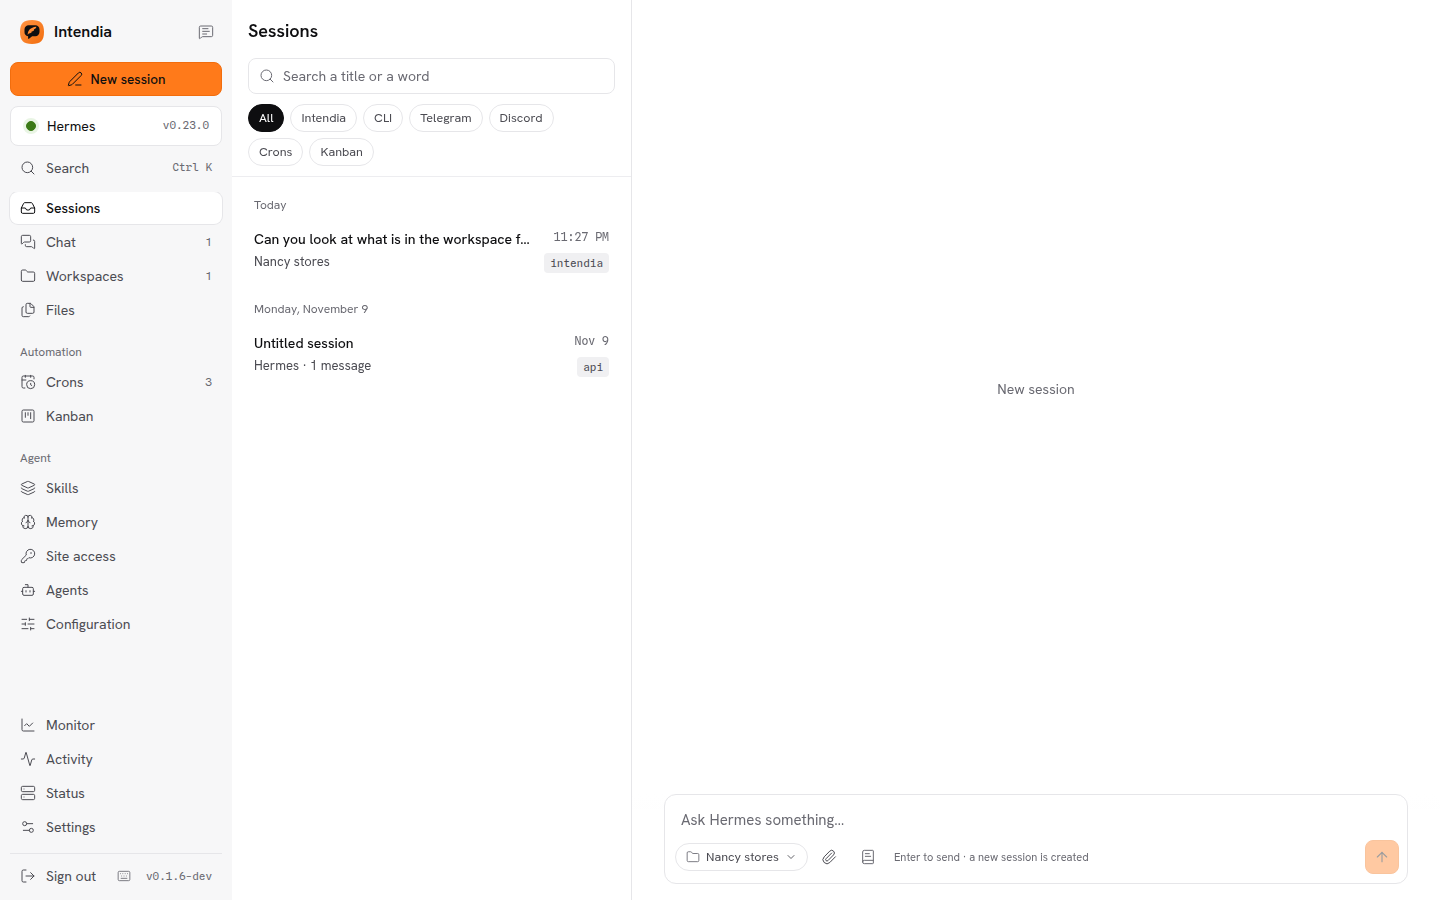 Intendia
New session
Hermes v0.23.0
Search Ctrl K
Sessions
Chat 1
Workspaces 1
Files
Automation
Crons 3
Kanban
Agent
Skills
Memory
Site access
Agents
Configuration
Monitor
Activity
Status
Settings
Sign out v0.1.6-dev
Sessions
Search a title or a word
All Intendia CLI Telegram Discord
Crons Kanban
Today
Can you look at what is in the workspace f… 11:27 PM
Nancy stores intendia
Monday, November 9
Untitled session Nov 9
Hermes · 1 message api
New session
Ask Hermes something…
Nancy stores Enter to send · a new session is created